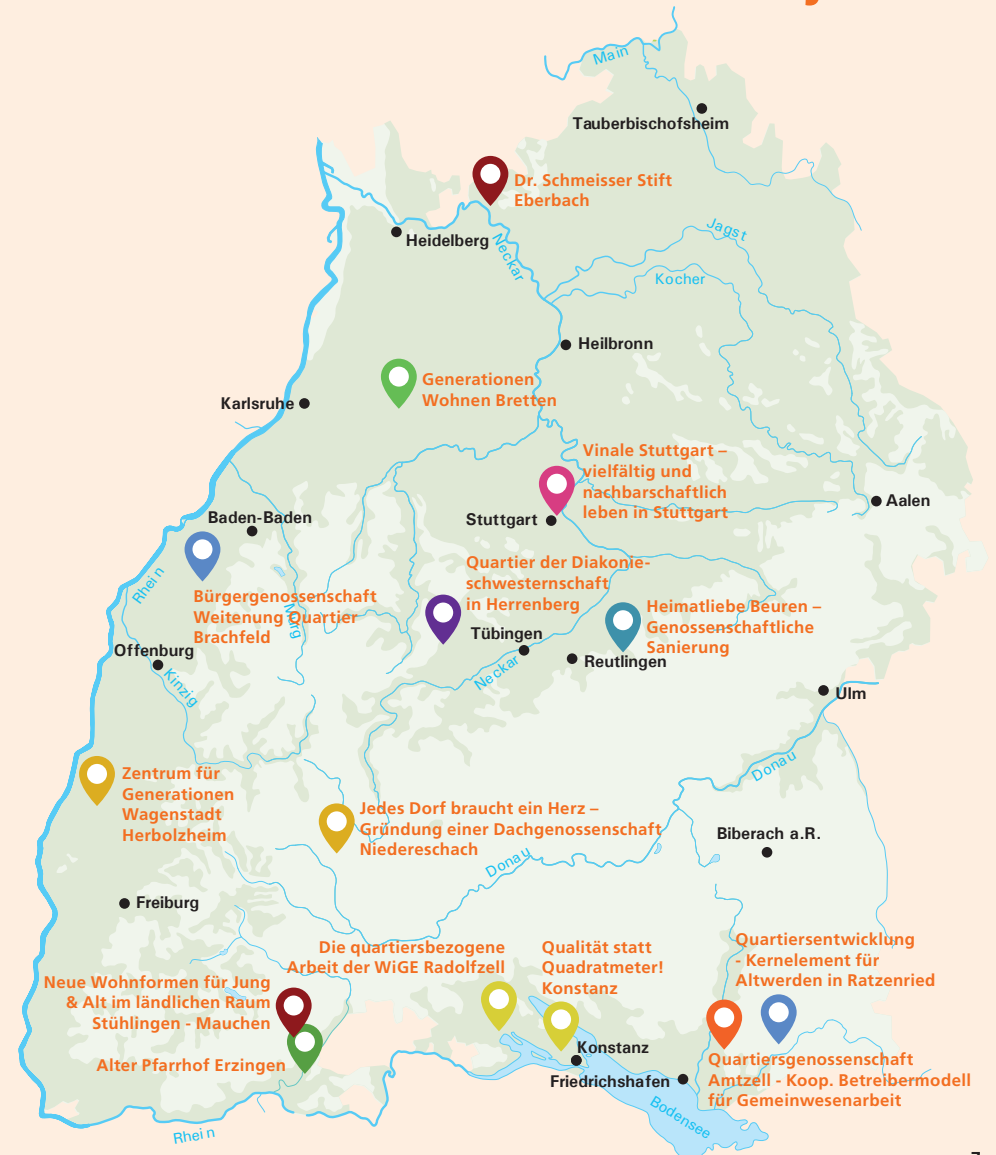 Main
Tauberbischofsheim
Dr. Schmeisser Stift
Eberbach
Jagst
Heidelberg
Neckar
Kocher
Heilbronn
Generationen
Wohnen Bretten
Karlsruhe
Vinale Stuttgart –
vielfältig und
nachbarschaftlich
leben in Stuttgart
Aalen
Baden-Baden
Stuttgart
Quartier der Diakonie-
schwesternschaft
in Herrenberg
Rhein
Bürgergenossenschaft
Weitenung Quartier
Brachfeld
Murg
Heimatliebe Beuren –
Genossenschaftliche
Sanierung
Tübingen
Offenburg
Reutlingen
Neckar
Kinzig
Ulm
Donau
Zentrum für
Generationen
Wagenstadt
Herbolzheim
Jedes Dorf braucht ein Herz –
Gründung einer Dachgenossenschaft
Niedereschach
Biberach a.R.
Donau
Freiburg
Die quartiersbezogene
Arbeit der WiGE Radolfzell
Qualität statt
Quadratmeter!
Konstanz
Quartiersentwicklung
- Kernelement für
Altwerden in Ratzenried
Neue Wohnformen für Jung
& Alt im ländlichen Raum
Stühlingen - Mauchen
Alter Pfarrhof Erzingen
Konstanz
Friedrichshafen
Quartiersgenossenschaft
Amtzell - Koop. Betreibermodell
für Gemeinwesenarbeit
Bodensee
Rhein